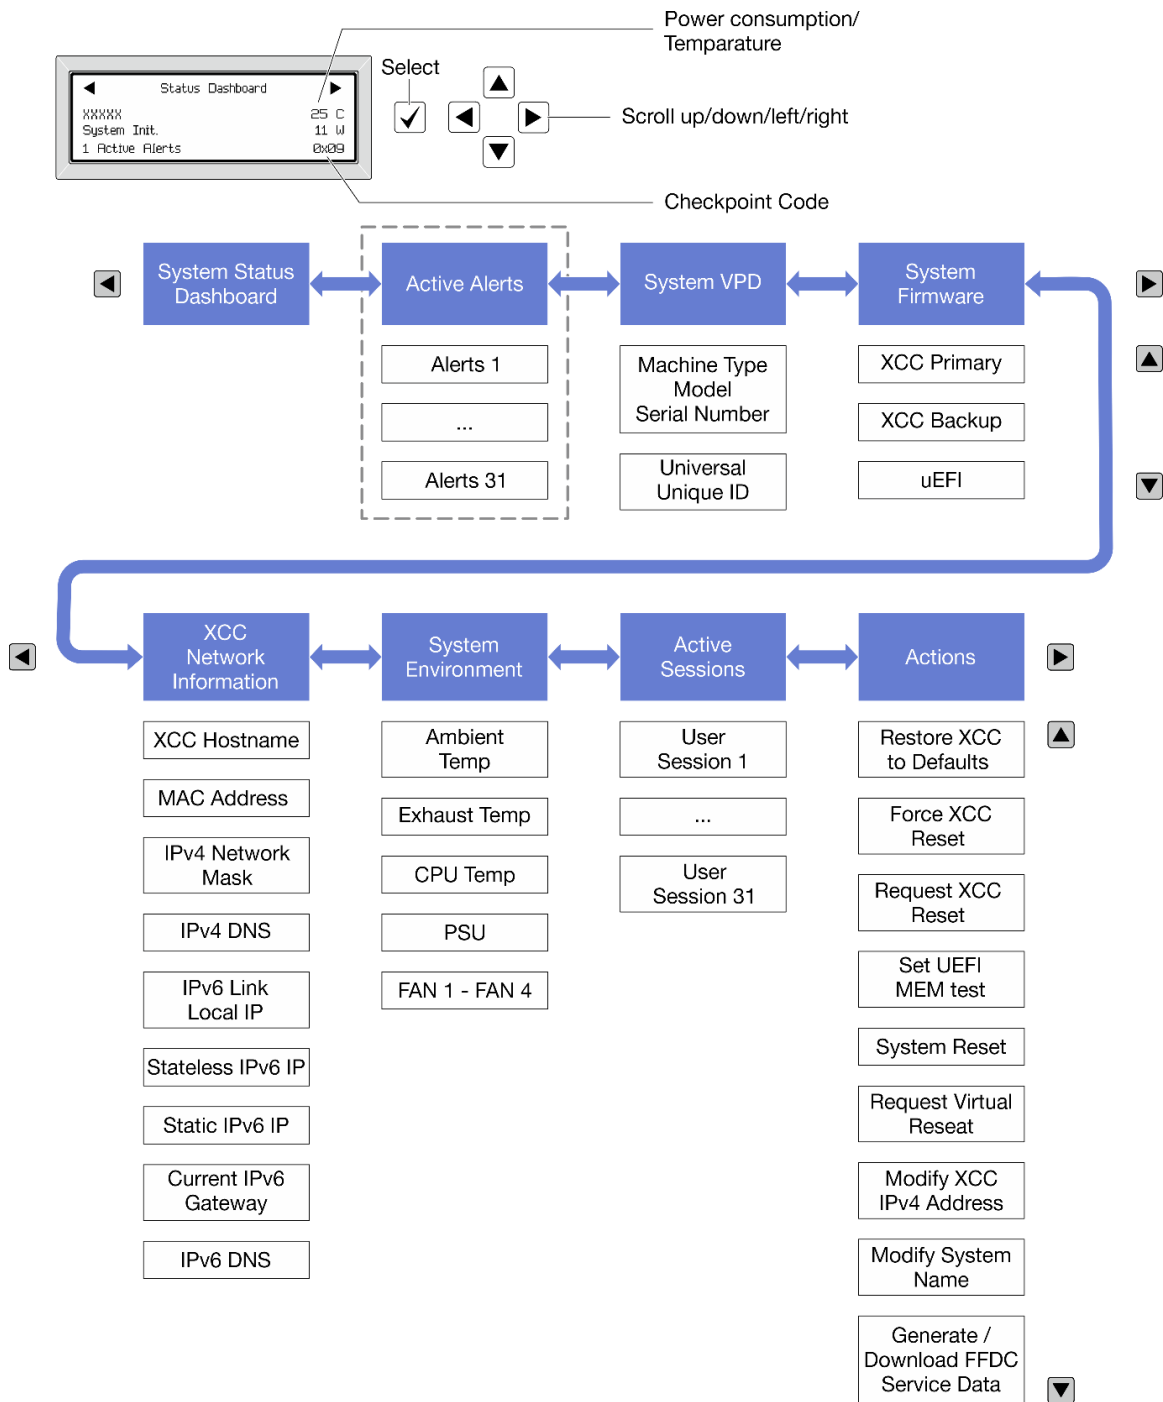 Power consumption/
Temparature
Select
Status Dashboard
XXXXX 25 C
System Init. 11 W
1 Active Alerts 0x09
Scroll up/down/left/right
Checkpoint Code
System Status
Dashboard
Active Alerts
System VPD
System
Firmware
Alerts 1
...
Alerts 31
Machine Type
Model
Serial Number
Universal
Unique ID
XCC Primary
XCC Backup
uEFI
XCC
Network
Information
System
Environment
Active
Sessions
Actions
XCC Hostname
MAC Address
IPv4 Network
Mask
IPv4 DNS
IPv6 Link
Local IP
Stateless IPv6 IP
Static IPv6 IP
Current IPv6
Gateway
IPv6 DNS
Ambient
Temp
Exhaust Temp
CPU Temp
PSU
FAN 1 - FAN 4
User
Session 1
...
User
Session 31
Restore XCC
to Defaults
Force XCC
Reset
Request XCC
Reset
Set UEFI
MEM test
System Reset
Request Virtual
Reseat
Modify XCC
IPv4 Address
Modify System
Name
Generate /
Download FFDC
Service Data